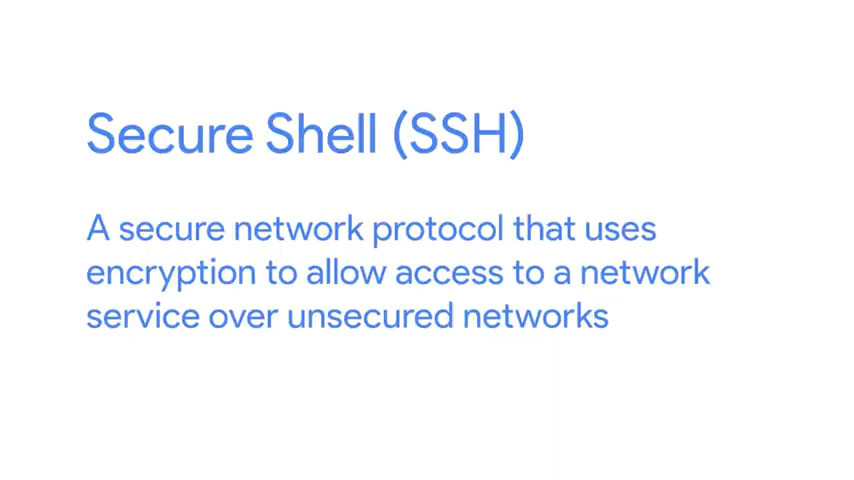 Secure Shell (SSH)
A secure network protocol that uses
encryption to allow access to a network
service over unsecured networks